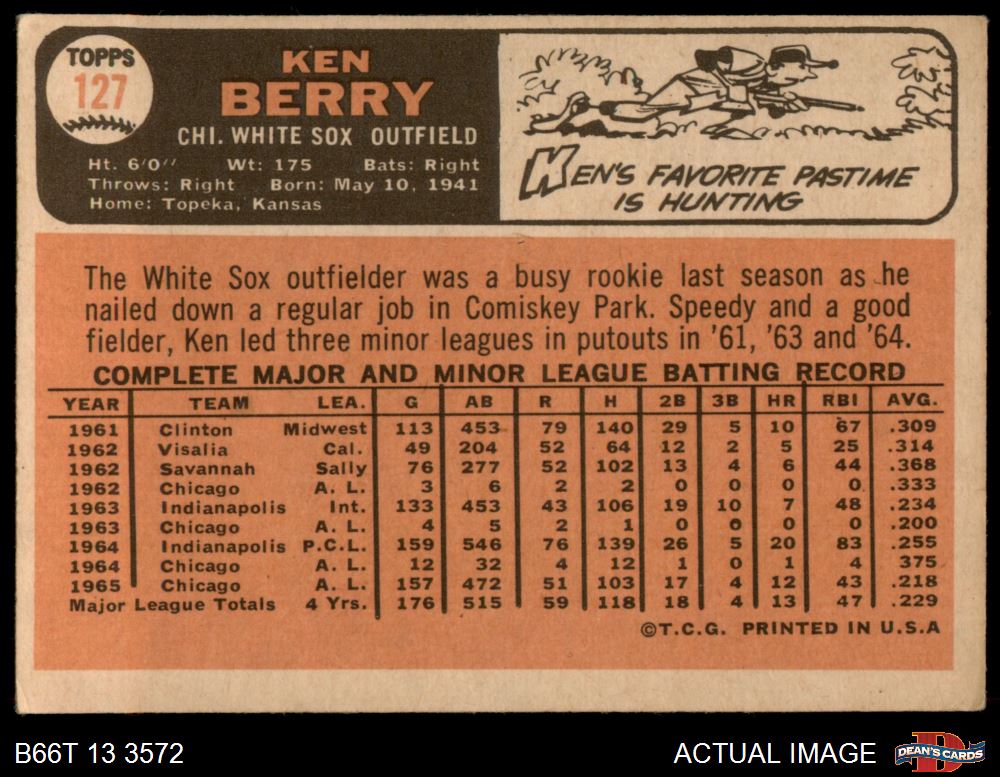 TOPPS
127
KEN
BERRY
CHI. WHITE SOX OUTFIELD
Ht. 6'0" Wt: 175 Bats: Right
Throws: Right Born: May 10, 1941
Home: Topeka, Kansas
KEN'S FAVORITE PASTIME
IS HUNTING
The White Sox outfielder was a busy rookie last season as he
nailed down a regular job in Comiskey Park. Speedy and a good
fielder, Ken led three minor leagues in putouts in '61, '63 and '64.
COMPLETE MAJOR AND MINOR LEAGUE BATTING RECORD
YEAR TEAM LEA. G AB R H 2B 3B HR RBI AVG.
1961 Clinton Midwest 113 453 79 140 29 5 10 67 .309
1962 Visalia Cal. 49 204 52 64 12 2 5 25 .314
1962 Savannah Sally 76 277 52 102 13 4 6 44 .368
1962 Chicago A. L. 3 6 2 2 0 0 0 0 .333
1963 Indianapolis Int. 133 453 43 106 19 10 7 48 .234
1963 Chicago A. L. 4 5 2 1 0 0 0 0 .200
1964 Indianapolis P.C.L. 159 546 76 139 26 5 20 83 .255
1964 Chicago A. L. 12 32 4 12 1 0 1 4 375
1965 Chicago A. L. 157 472 51 103 17 4 12 43 .218
Major League Totals 4 Yrs. 176 515 59 118 18 4 13 47 .229
©T.C.G. PRINTED IN U.S.A
B66T 13 3572
ACTUAL IMAGE
D
DEAN'S CARDS